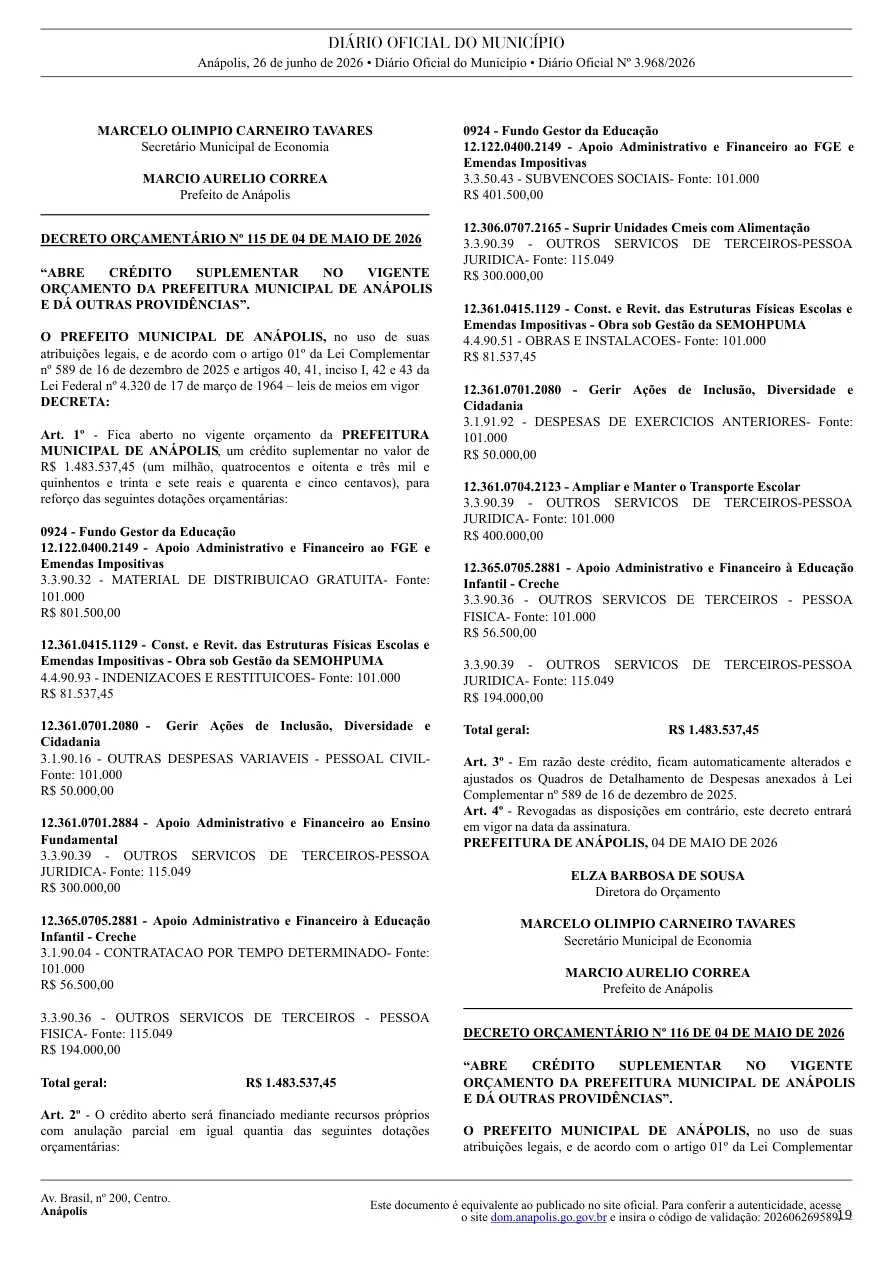 DIÁRIO OFICIAL DO MUNICÍPIO
Anápolis, 26 de junho de 2026 • Diário Oficial do Município • Diário Oficial Nº 3.968/2026
MARCELO OLIMPIO CARNEIRO TAVARES
Secretário Municipal de Economia
MARCIO AURELIO CORREA
Prefeito de Anápolis
DECRETO ORÇAMENTÁRIO Nº 115 DE 04 DE MAIO DE 2026
“ABRE CRÉDITO SUPLEMENTAR NO VIGENTE
ORÇAMENTO DA PREFEITURA MUNICIPAL DE ANÁPOLIS
E DÁ OUTRAS PROVIDÊNCIAS”.
O PREFEITO MUNICIPAL DE ANÁPOLIS, no uso de suas
atribuições legais, e de acordo com o artigo 01º da Lei Complementar
nº 589 de 16 de dezembro de 2025 e artigos 40, 41, inciso I, 42 e 43 da
Lei Federal nº 4.320 de 17 de março de 1964 – leis de meios em vigor
DECRETA:
Art. 1º - Fica aberto no vigente orçamento da PREFEITURA
MUNICIPAL DE ANÁPOLIS, um crédito suplementar no valor de
R$ 1.483.537,45 (um milhão, quatrocentos e oitenta e três mil e
quinhentos e trinta e sete reais e quarenta e cinco centavos), para
reforço das seguintes dotações orçamentárias:
0924 - Fundo Gestor da Educação
12.122.0400.2149 - Apoio Administrativo e Financeiro ao FGE e
Emendas Impositivas
3.3.90.32 - MATERIAL DE DISTRIBUICAO GRATUITA- Fonte:
101.000
R$ 801.500,00
12.361.0415.1129 - Const. e Revit. das Estruturas Físicas Escolas e
Emendas Impositivas - Obra sob Gestão da SEMOHPUMA
4.4.90.93 - INDENIZACOES E RESTITUICOES- Fonte: 101.000
R$ 81.537,45
12.361.0701.2080 - Gerir Ações de Inclusão, Diversidade e
Cidadania
3.1.90.16 - OUTRAS DESPESAS VARIAVEIS - PESSOAL CIVIL-
Fonte: 101.000
R$ 50.000,00
12.361.0701.2884 - Apoio Administrativo e Financeiro ao Ensino
Fundamental
3.3.90.39 - OUTROS SERVICOS DE TERCEIROS-PESSOA
JURIDICA- Fonte: 115.049
R$ 300.000,00
12.365.0705.2881 - Apoio Administrativo e Financeiro à Educação
Infantil - Creche
3.1.90.04 - CONTRATACAO POR TEMPO DETERMINADO- Fonte:
101.000
R$ 56.500,00
3.3.90.36 - OUTROS SERVICOS DE TERCEIROS - PESSOA
FISICA- Fonte: 115.049
R$ 194.000,00
Total geral: R$ 1.483.537,45
Art. 2º - O crédito aberto será financiado mediante recursos próprios
com anulação parcial em igual quantia das seguintes dotações
orçamentárias:
0924 - Fundo Gestor da Educação
12.122.0400.2149 - Apoio Administrativo e Financeiro ao FGE e
Emendas Impositivas
3.3.50.43 - SUBVENCOES SOCIAIS- Fonte: 101.000
R$ 401.500,00
12.306.0707.2165 - Suprir Unidades Cmeis com Alimentação
3.3.90.39 - OUTROS SERVICOS DE TERCEIROS-PESSOA
JURIDICA- Fonte: 115.049
R$ 300.000,00
12.361.0415.1129 - Const. e Revit. das Estruturas Físicas Escolas e
Emendas Impositivas - Obra sob Gestão da SEMOHPUMA
4.4.90.51 - OBRAS E INSTALACOES- Fonte: 101.000
R$ 81.537,45
12.361.0701.2080 - Gerir Ações de Inclusão, Diversidade e
Cidadania
3.1.91.92 - DESPESAS DE EXERCICIOS ANTERIORES- Fonte:
101.000
R$ 50.000,00
12.361.0704.2123 - Ampliar e Manter o Transporte Escolar
3.3.90.39 - OUTROS SERVICOS DE TERCEIROS-PESSOA
JURIDICA- Fonte: 101.000
R$ 400.000,00
12.365.0705.2881 - Apoio Administrativo e Financeiro à Educação
Infantil - Creche
3.3.90.36 - OUTROS SERVICOS DE TERCEIROS - PESSOA
FISICA- Fonte: 101.000
R$ 56.500,00
3.3.90.39 - OUTROS SERVICOS DE TERCEIROS-PESSOA
JURIDICA- Fonte: 115.049
R$ 194.000,00
Total geral: R$ 1.483.537,45
Art. 3º - Em razão deste crédito, ficam automaticamente alterados e
ajustados os Quadros de Detalhamento de Despesas anexados à Lei
Complementar nº 589 de 16 de dezembro de 2025.
Art. 4º - Revogadas as disposições em contrário, este decreto entrará
em vigor na data da assinatura.
PREFEITURA DE ANÁPOLIS, 04 DE MAIO DE 2026
ELZA BARBOSA DE SOUSA
Diretora do Orçamento
MARCELO OLIMPIO CARNEIRO TAVARES
Secretário Municipal de Economia
MARCIO AURELIO CORREA
Prefeito de Anápolis
DECRETO ORÇAMENTÁRIO Nº 116 DE 04 DE MAIO DE 2026
“ABRE CRÉDITO SUPLEMENTAR NO VIGENTE
ORÇAMENTO DA PREFEITURA MUNICIPAL DE ANÁPOLIS
E DÁ OUTRAS PROVIDÊNCIAS”.
O PREFEITO MUNICIPAL DE ANÁPOLIS, no uso de suas
atribuições legais, e de acordo com o artigo 01º da Lei Complementar
Av. Brasil, nº 200, Centro.
Anápolis
Este documento é equivalente ao publicado no site oficial. Para conferir a autenticidade, acesse
o site dom.anapolis.go.gov.br e insira o código de validação:
19